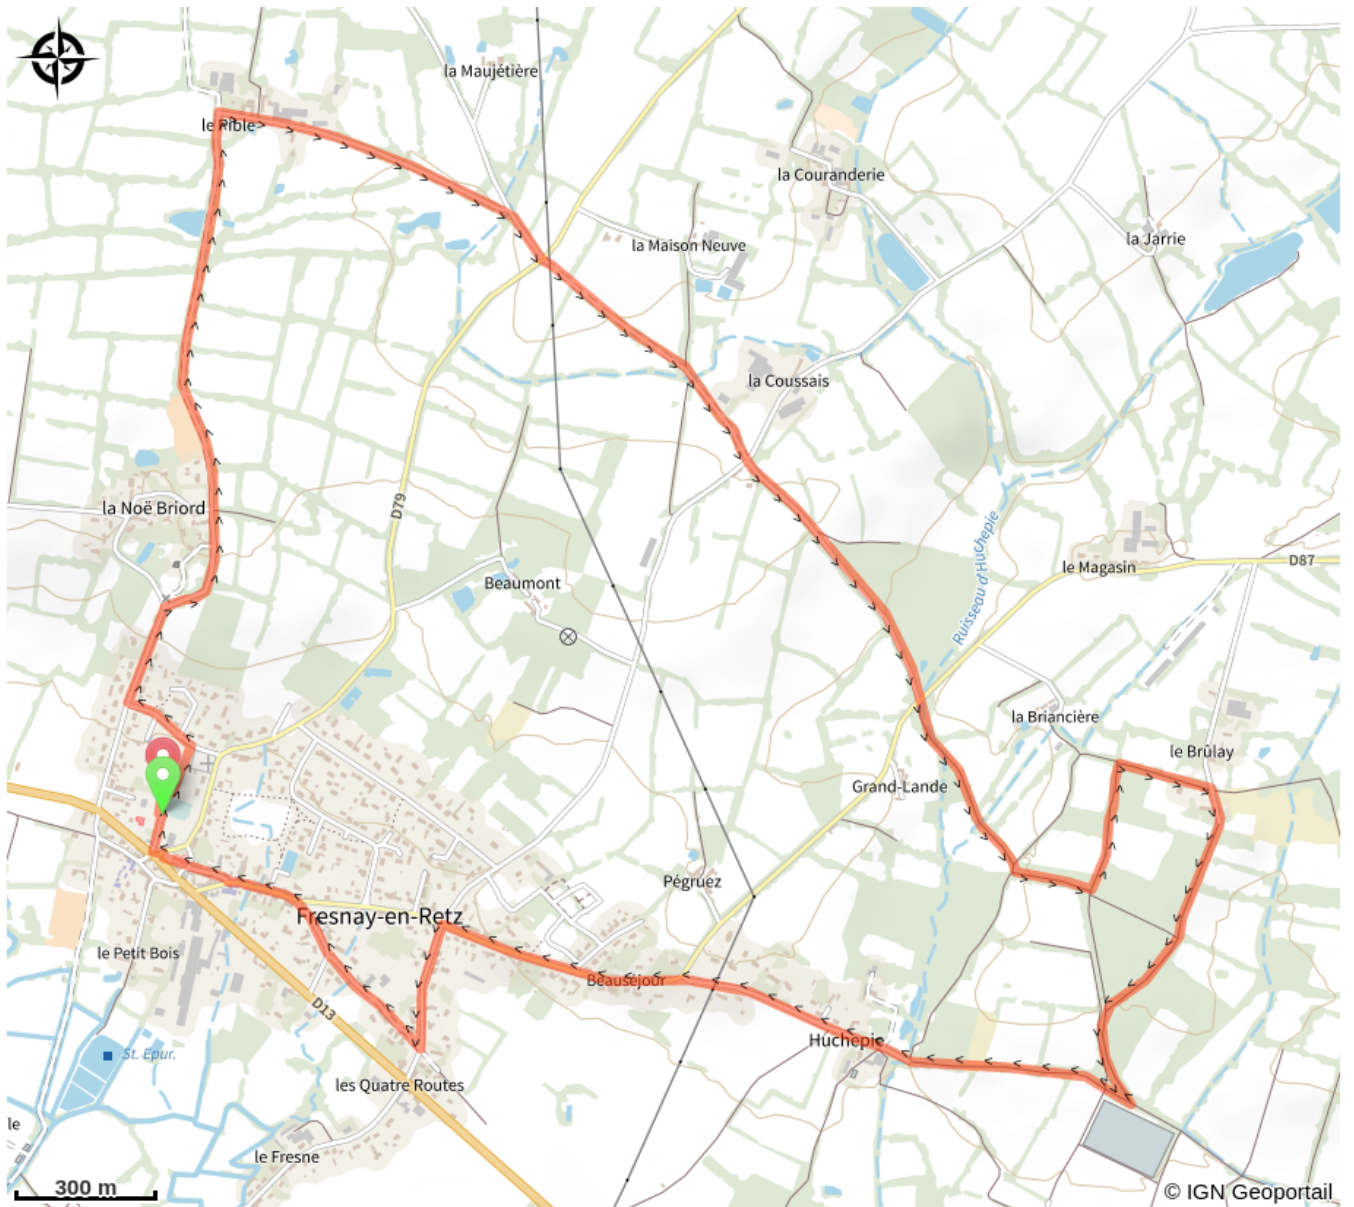 la Maujétière
le Pible
la Couranderie
la Maison Neuve
la Jarrie
la Coussais
D79
la Noë Briord
Ruisseau d'Huchepie
D87
le Magasin
Beaumont
la Briancière
le Brûlay
Grand-Lande
Pégruez
Fresnay-en-Retz
le Petit Bois
Beauséjour
D13
Huchepie
St. Epur.
les Quatre Routes
le
le Fresne
300 m
© IGN Geoportail